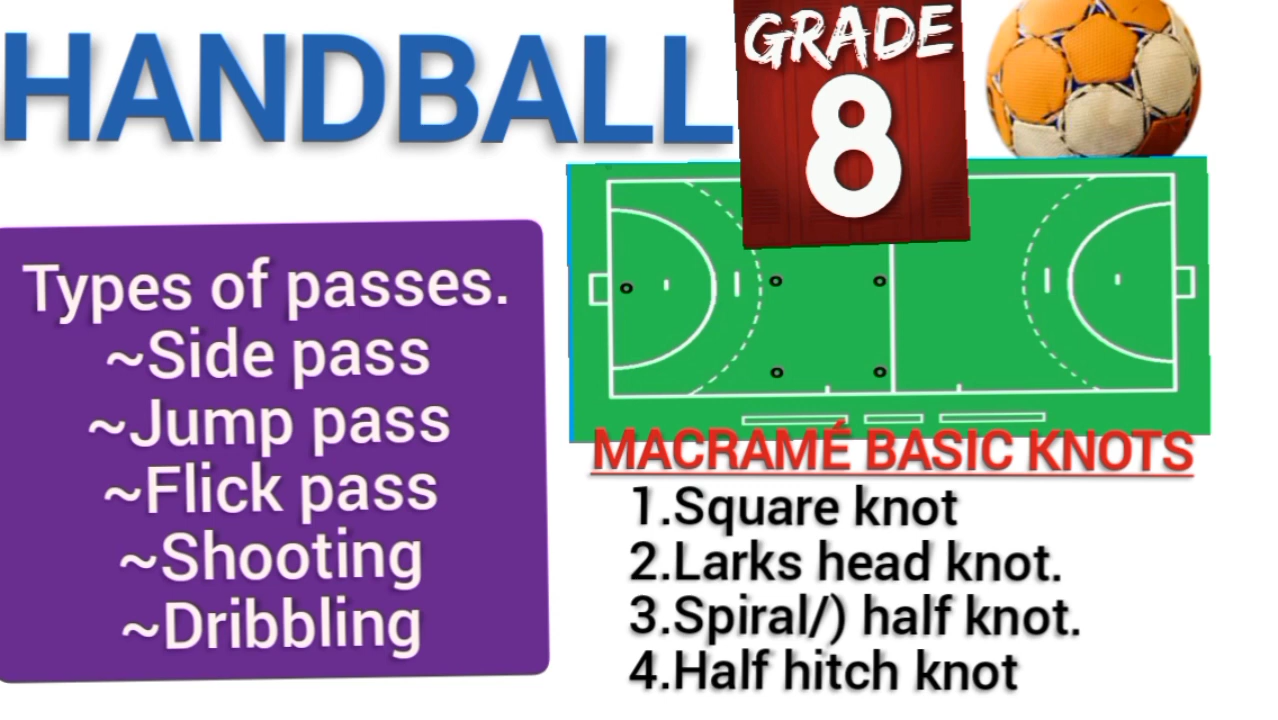 HANDBALL
GRADE
8
Types of passes.
~Side pass
~Jump pass
~Flick pass
~Shooting
~Dribbling
MACRAMÉ BASIC KNOTS
1.Square knot
2.Larks head knot.
3.Spiral/) half knot.
4.Half hitch knot